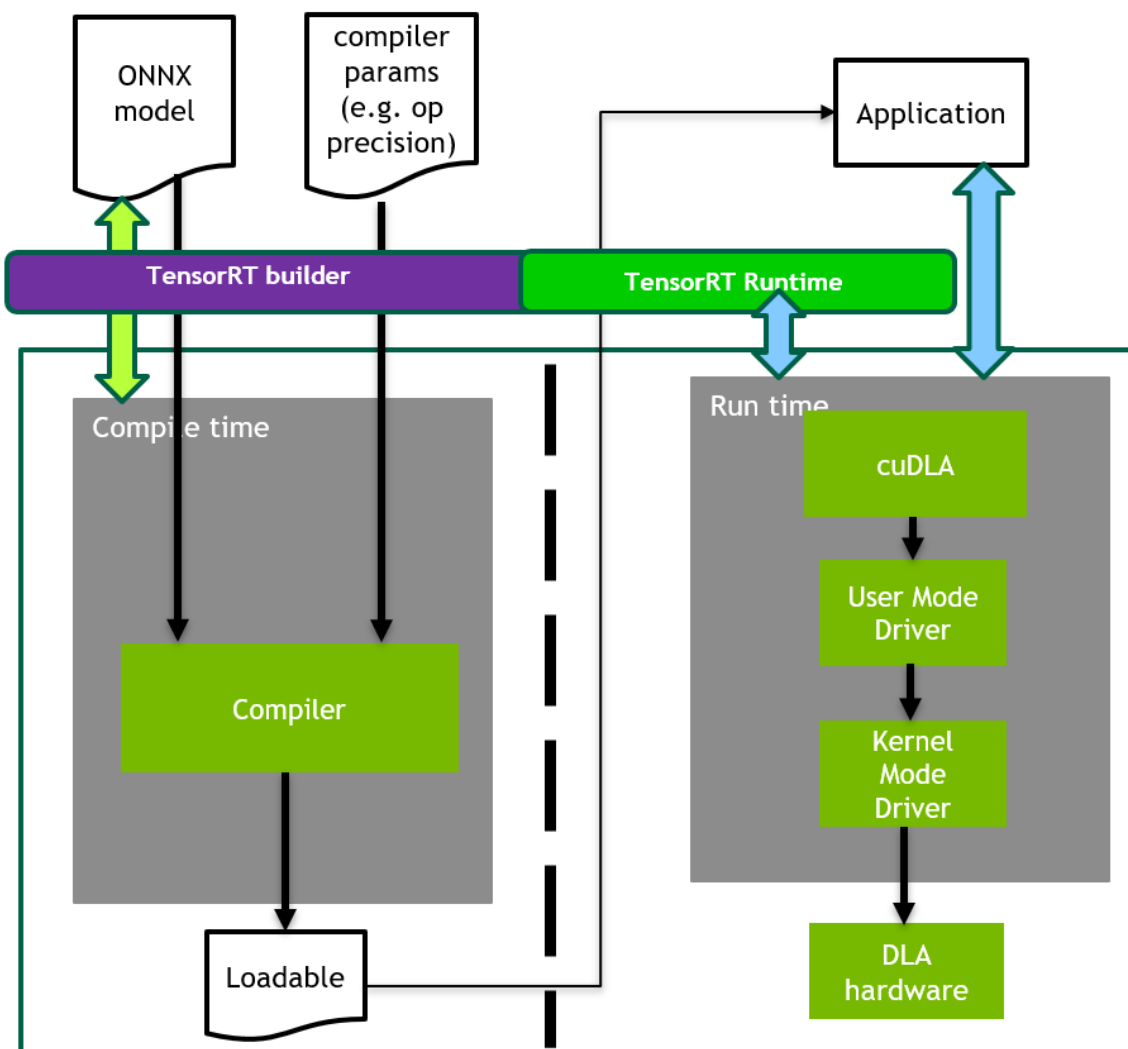 ONNX
model
compiler
params
(e.g. op
precision)
Application
TensorRT builder
TensorRT Runtime
Compile time
Run time
cuDLA
User Mode
Driver
Compiler
Kernel
Mode
Driver
Loadable
DLA
hardware